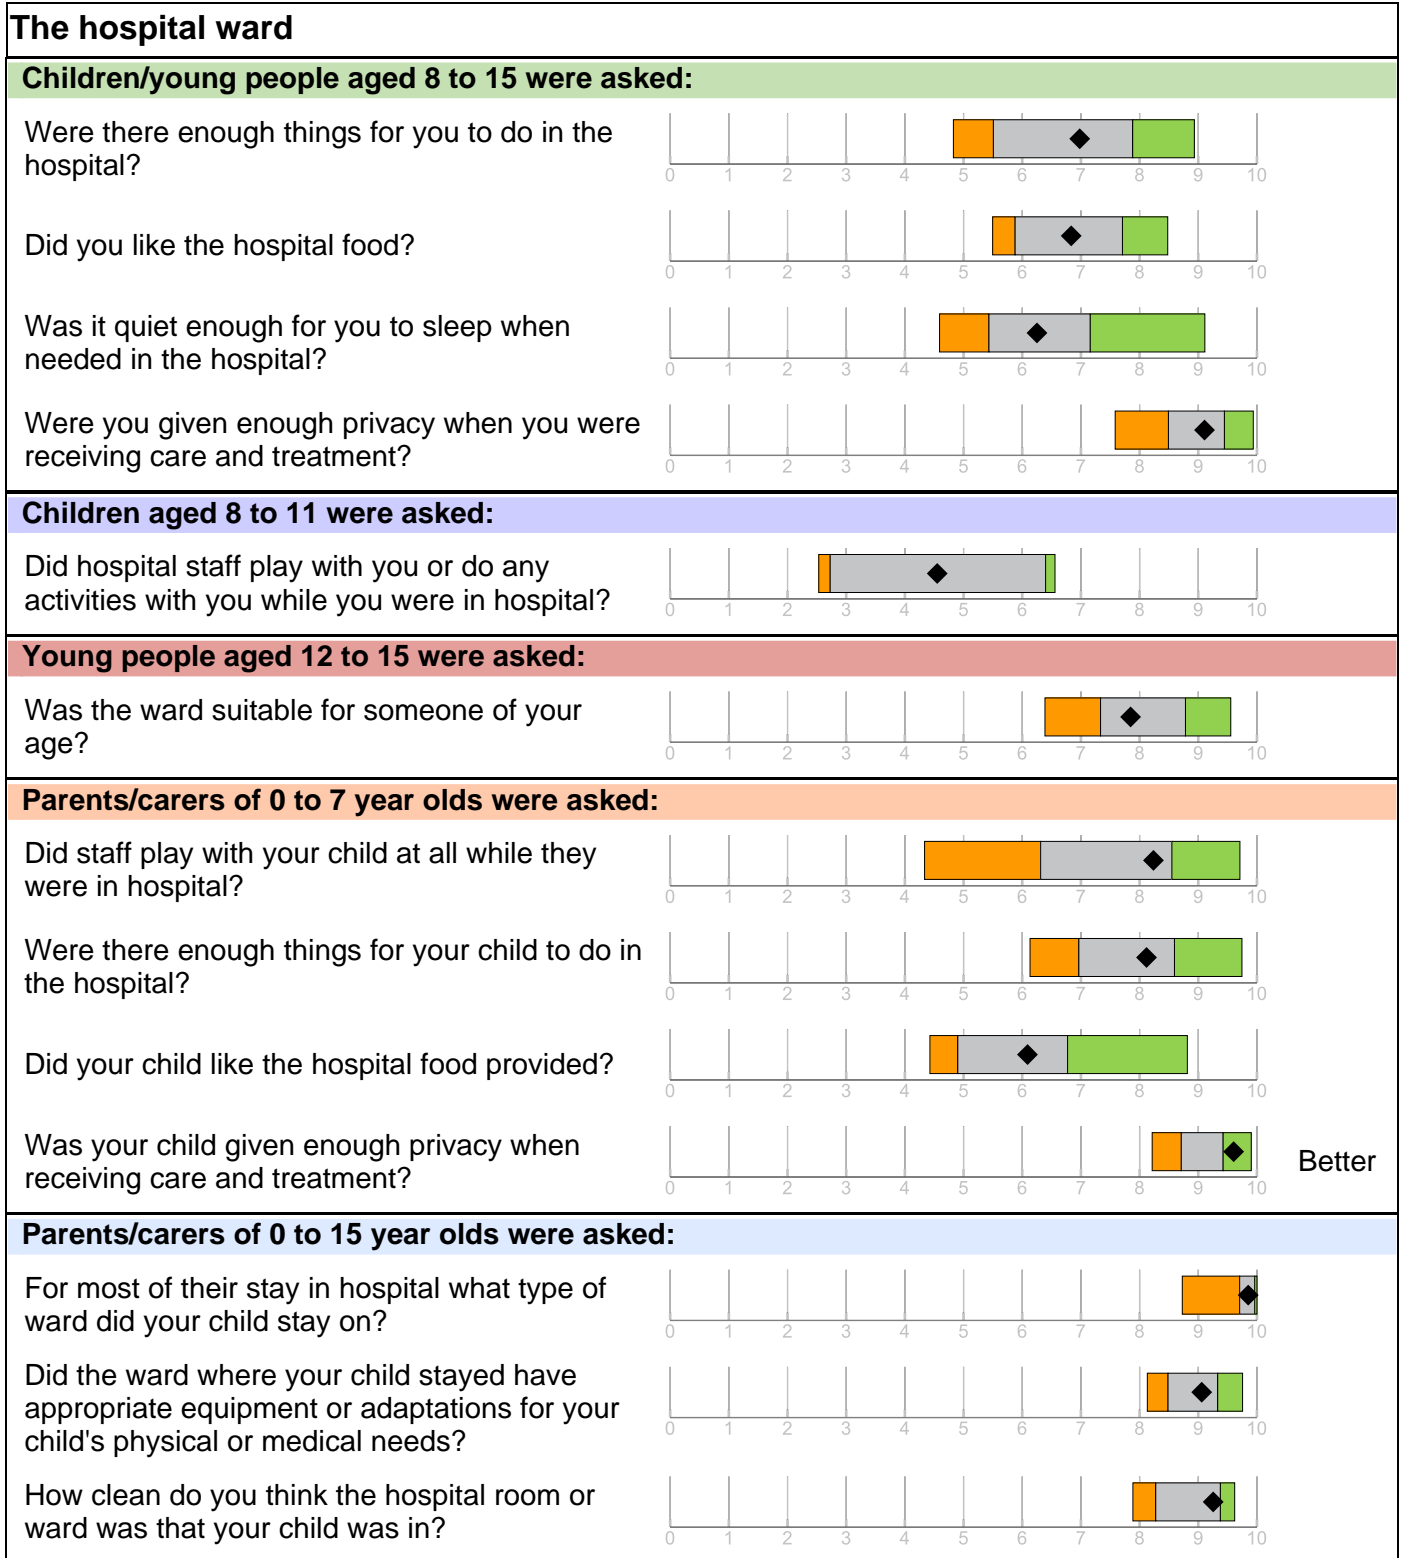 The hospital ward
Children/young people aged 8 to 15 were asked:
Were there enough things for you to do in the
hospital?
0 1 2 3 4 5 6 7 8 9 10
Did you like the hospital food?
0 1 2 3 4 5 6 7 8 9 10
Was it quiet enough for you to sleep when
needed in the hospital?
0 1 2 3 4 5 6 7 8 9 10
Were you given enough privacy when you were
receiving care and treatment?
0 1 2 3 4 5 6 7 8 9 10
Children aged 8 to 11 were asked:
Did hospital staff play with you or do any
activities with you while you were in hospital?
0 1 2 3 4 5 6 7 8 9 10
Young people aged 12 to 15 were asked:
Was the ward suitable for someone of your
age?
0 1 2 3 4 5 6 7 8 9 10
Parents/carers of 0 to 7 year olds were asked:
Did staff play with your child at all while they
were in hospital?
0 1 2 3 4 5 6 7 8 9 10
Were there enough things for your child to do in
the hospital?
0 1 2 3 4 5 6 7 8 9 10
Did your child like the hospital food provided?
0 1 2 3 4 5 6 7 8 9 10
Was your child given enough privacy when
receiving care and treatment?
0 1 2 3 4 5 6 7 8 9 10
Better
Parents/carers of 0 to 15 year olds were asked:
For most of their stay in hospital what type of
ward did your child stay on?
0 1 2 3 4 5 6 7 8 9 10
Did the ward where your child stayed have
appropriate equipment or adaptations for your
child's physical or medical needs?
0 1 2 3 4 5 6 7 8 9 10
How clean do you think the hospital room or
ward was that your child was in?
0 1 2 3 4 5 6 7 8 9 10